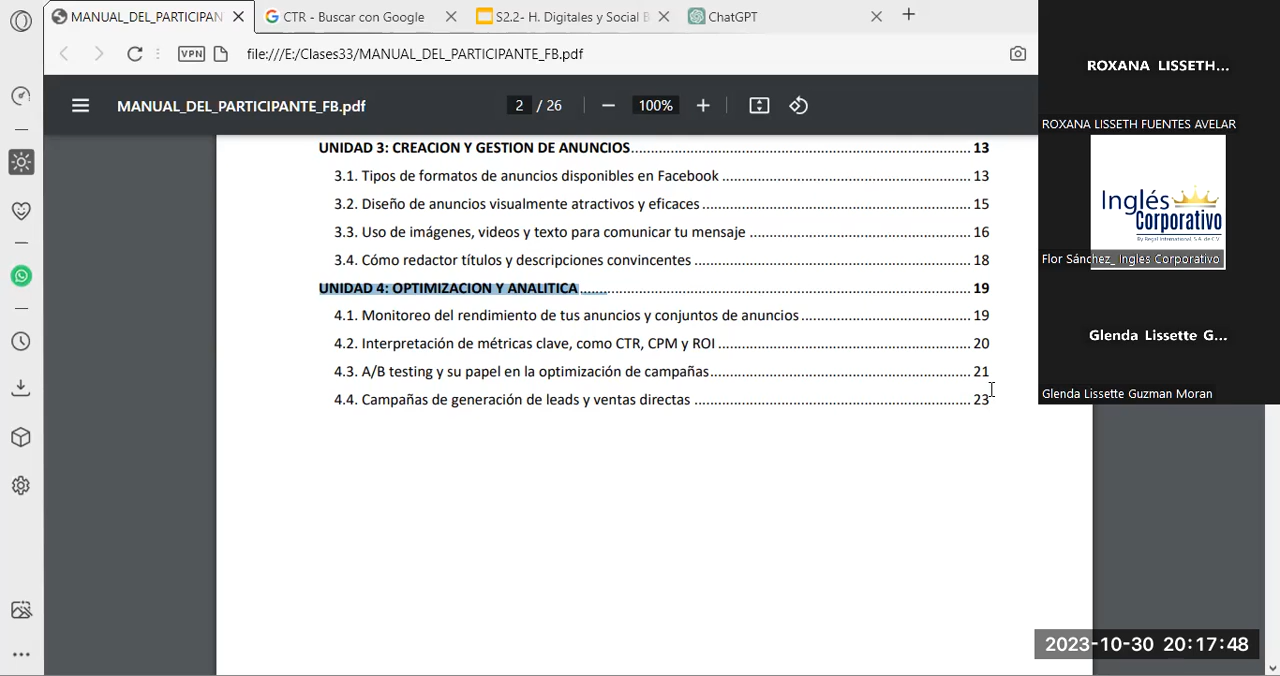 MANUAL_DEL_PARTICIPAN
CTR - Buscar con Google
S2.2- H. Digitales y Social B
ChatGPT
VPN
file:///E:/Clases33/MANUAL_DEL_PARTICIPANTE_FB.pdf
MANUAL_DEL_PARTICIPANTE_FB.pdf
2 / 26
100%
UNIDAD 3: CREACION Y GESTION DE ANUNCIOS 13
3.1. Tipos de formatos de anuncios disponibles en Facebook 13
3.2. Diseño de anuncios visualmente atractivos y eficaces 15
3.3. Uso de imágenes, videos y texto para comunicar tu mensaje 16
3.4. Cómo redactar títulos y descripciones convincentes 18
UNIDAD 4: OPTIMIZACION Y ANALITICA 19
4.1. Monitoreo del rendimiento de tus anuncios y conjuntos de anuncios 19
4.2. Interpretación de métricas clave, como CTR, CPM y ROI 20
4.3. A/B testing y su papel en la optimización de campañas 21
4.4. Campañas de generación de leads y ventas directas 23
ROXANA LISSETH...
ROXANA LISSETH FUENTES AVELAR
Inglés
Corporativo
By Regil International, S.A. de C.V
Flor Sánchez_ Ingles Corporativo
Glenda Lissette G...
Glenda Lissette Guzman Moran
2023-10-30 20:17:48